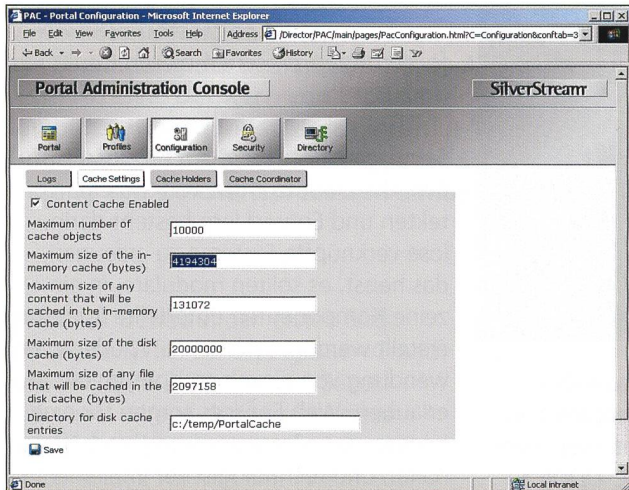 PAC - Portal Configuration - Microsoft Internet Explorer
File Edit View Favorites Tools Help Address /Director/PAC/main/pages/PacConfiguration.html?C=Configuration&conftab=3
Back Search Favorites History
Portal Administration Console SilverStream
Portal Profiles Configuration Security Directory
Logs Cache Settings Cache Holders Cache Coordinator
Content Cache Enabled
Maximum number of
cache objects
10000
Maximum size of the in-
memory cache (bytes)
4194304
Maximum size of any
content that will be
cached in the in-memory
cache (bytes)
131072
Maximum size of the disk
cache (bytes)
20000000
Maximum size of any file
that will be cached in the
disk cache (bytes)
2097158
Directory for disk cache
entries
c:/temp/PortalCache
Save
Done Local intranet